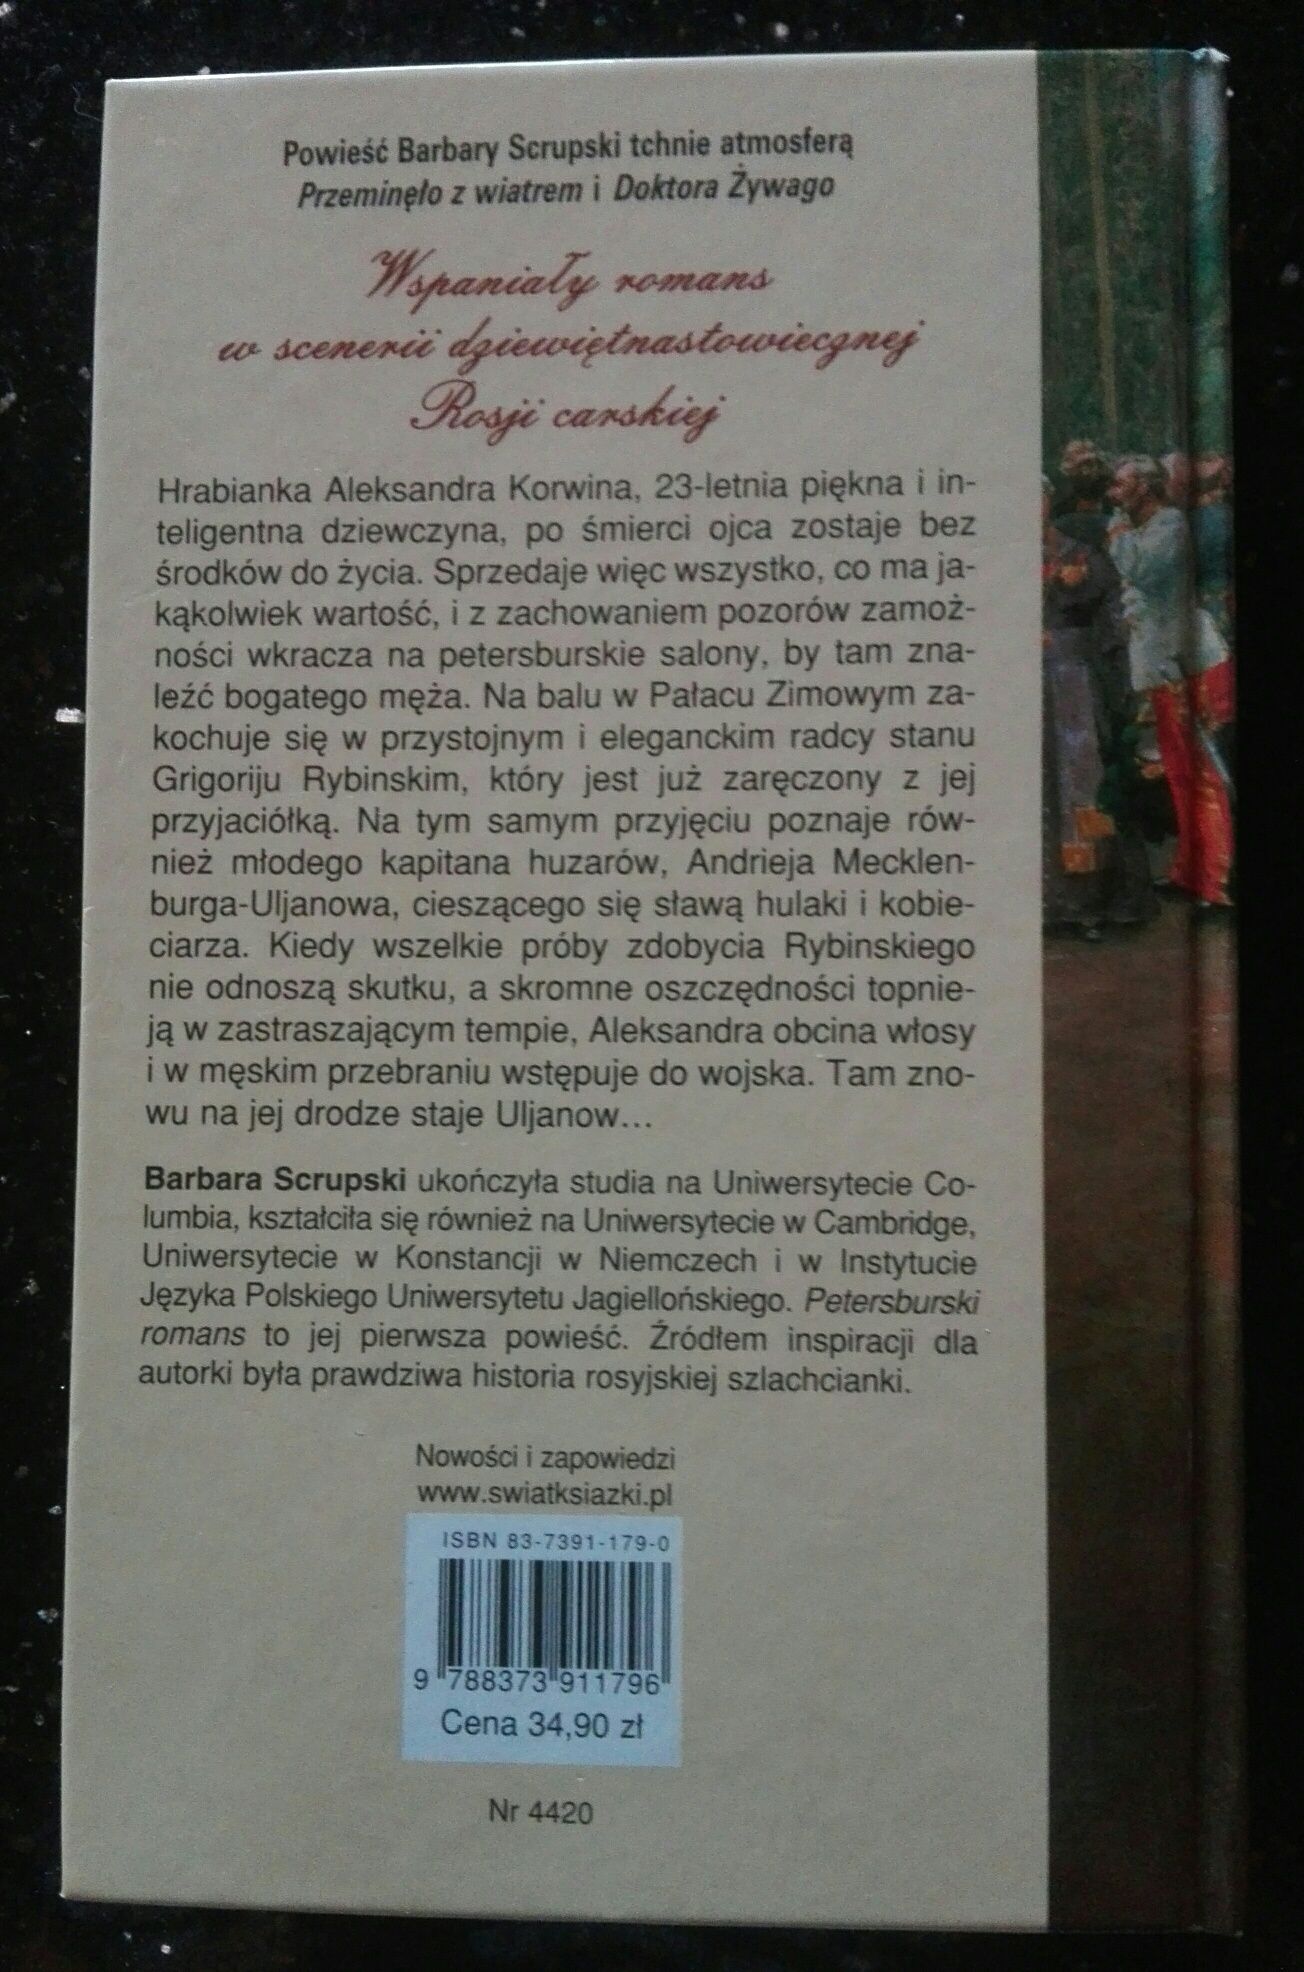 Powieść Barbary Scrupski tchnie atmosferą
Przeminęło z wiatrem i Doktora Żywago
Wspaniały romans
w scenerii dziewiętnastowiecznej
Rosji carskiej
Hrabianka Aleksandra Korwina, 23-letnia piękna i in-
teligentna dziewczyna, po śmierci ojca zostaje bez
środków do życia. Sprzedaje więc wszystko, co ma ja-
kąkolwiek wartość, i z zachowaniem pozorów zamoż-
ności wkracza na petersburskie salony, by tam zna-
leźć bogatego męża. Na balu w Pałacu Zimowym za-
kochuje się w przystojnym i eleganckim radcy stanu
Grigoriju Rybinskim, który jest już zaręczony z jej
przyjaciółką. Na tym samym przyjęciu poznaje rów-
nież młodego kapitana huzarów, Andrieja Mecklen-
burga-Uljanowa, cieszącego się sławą hulaki i kobie-
ciarza. Kiedy wszelkie próby zdobycia Rybinskiego
nie odnoszą skutku, a skromne oszczędności topnie-
ją w zastraszającym tempie, Aleksandra obcina włosy
i w męskim przebraniu wstępuje do wojska. Tam zno-
wu na jej drodze staje Uljanow...
Barbara Scrupski ukończyła studia na Uniwersytecie Co-
lumbia, kształciła się również na Uniwersytecie w Cambridge,
Uniwersytecie w Konstancji w Niemczech i w Instytucie
Języka Polskiego Uniwersytetu Jagiellońskiego. Petersburski
romans to jej pierwsza powieść. Źródłem inspiracji dla
autorki była prawdziwa historia rosyjskiej szlachcianki.
Nowości i zapowiedzi
www.swiatksiazki.pl
ISBN 83-7391-179-0
9 788373 911796
Cena 34,90 zł
Nr 4420